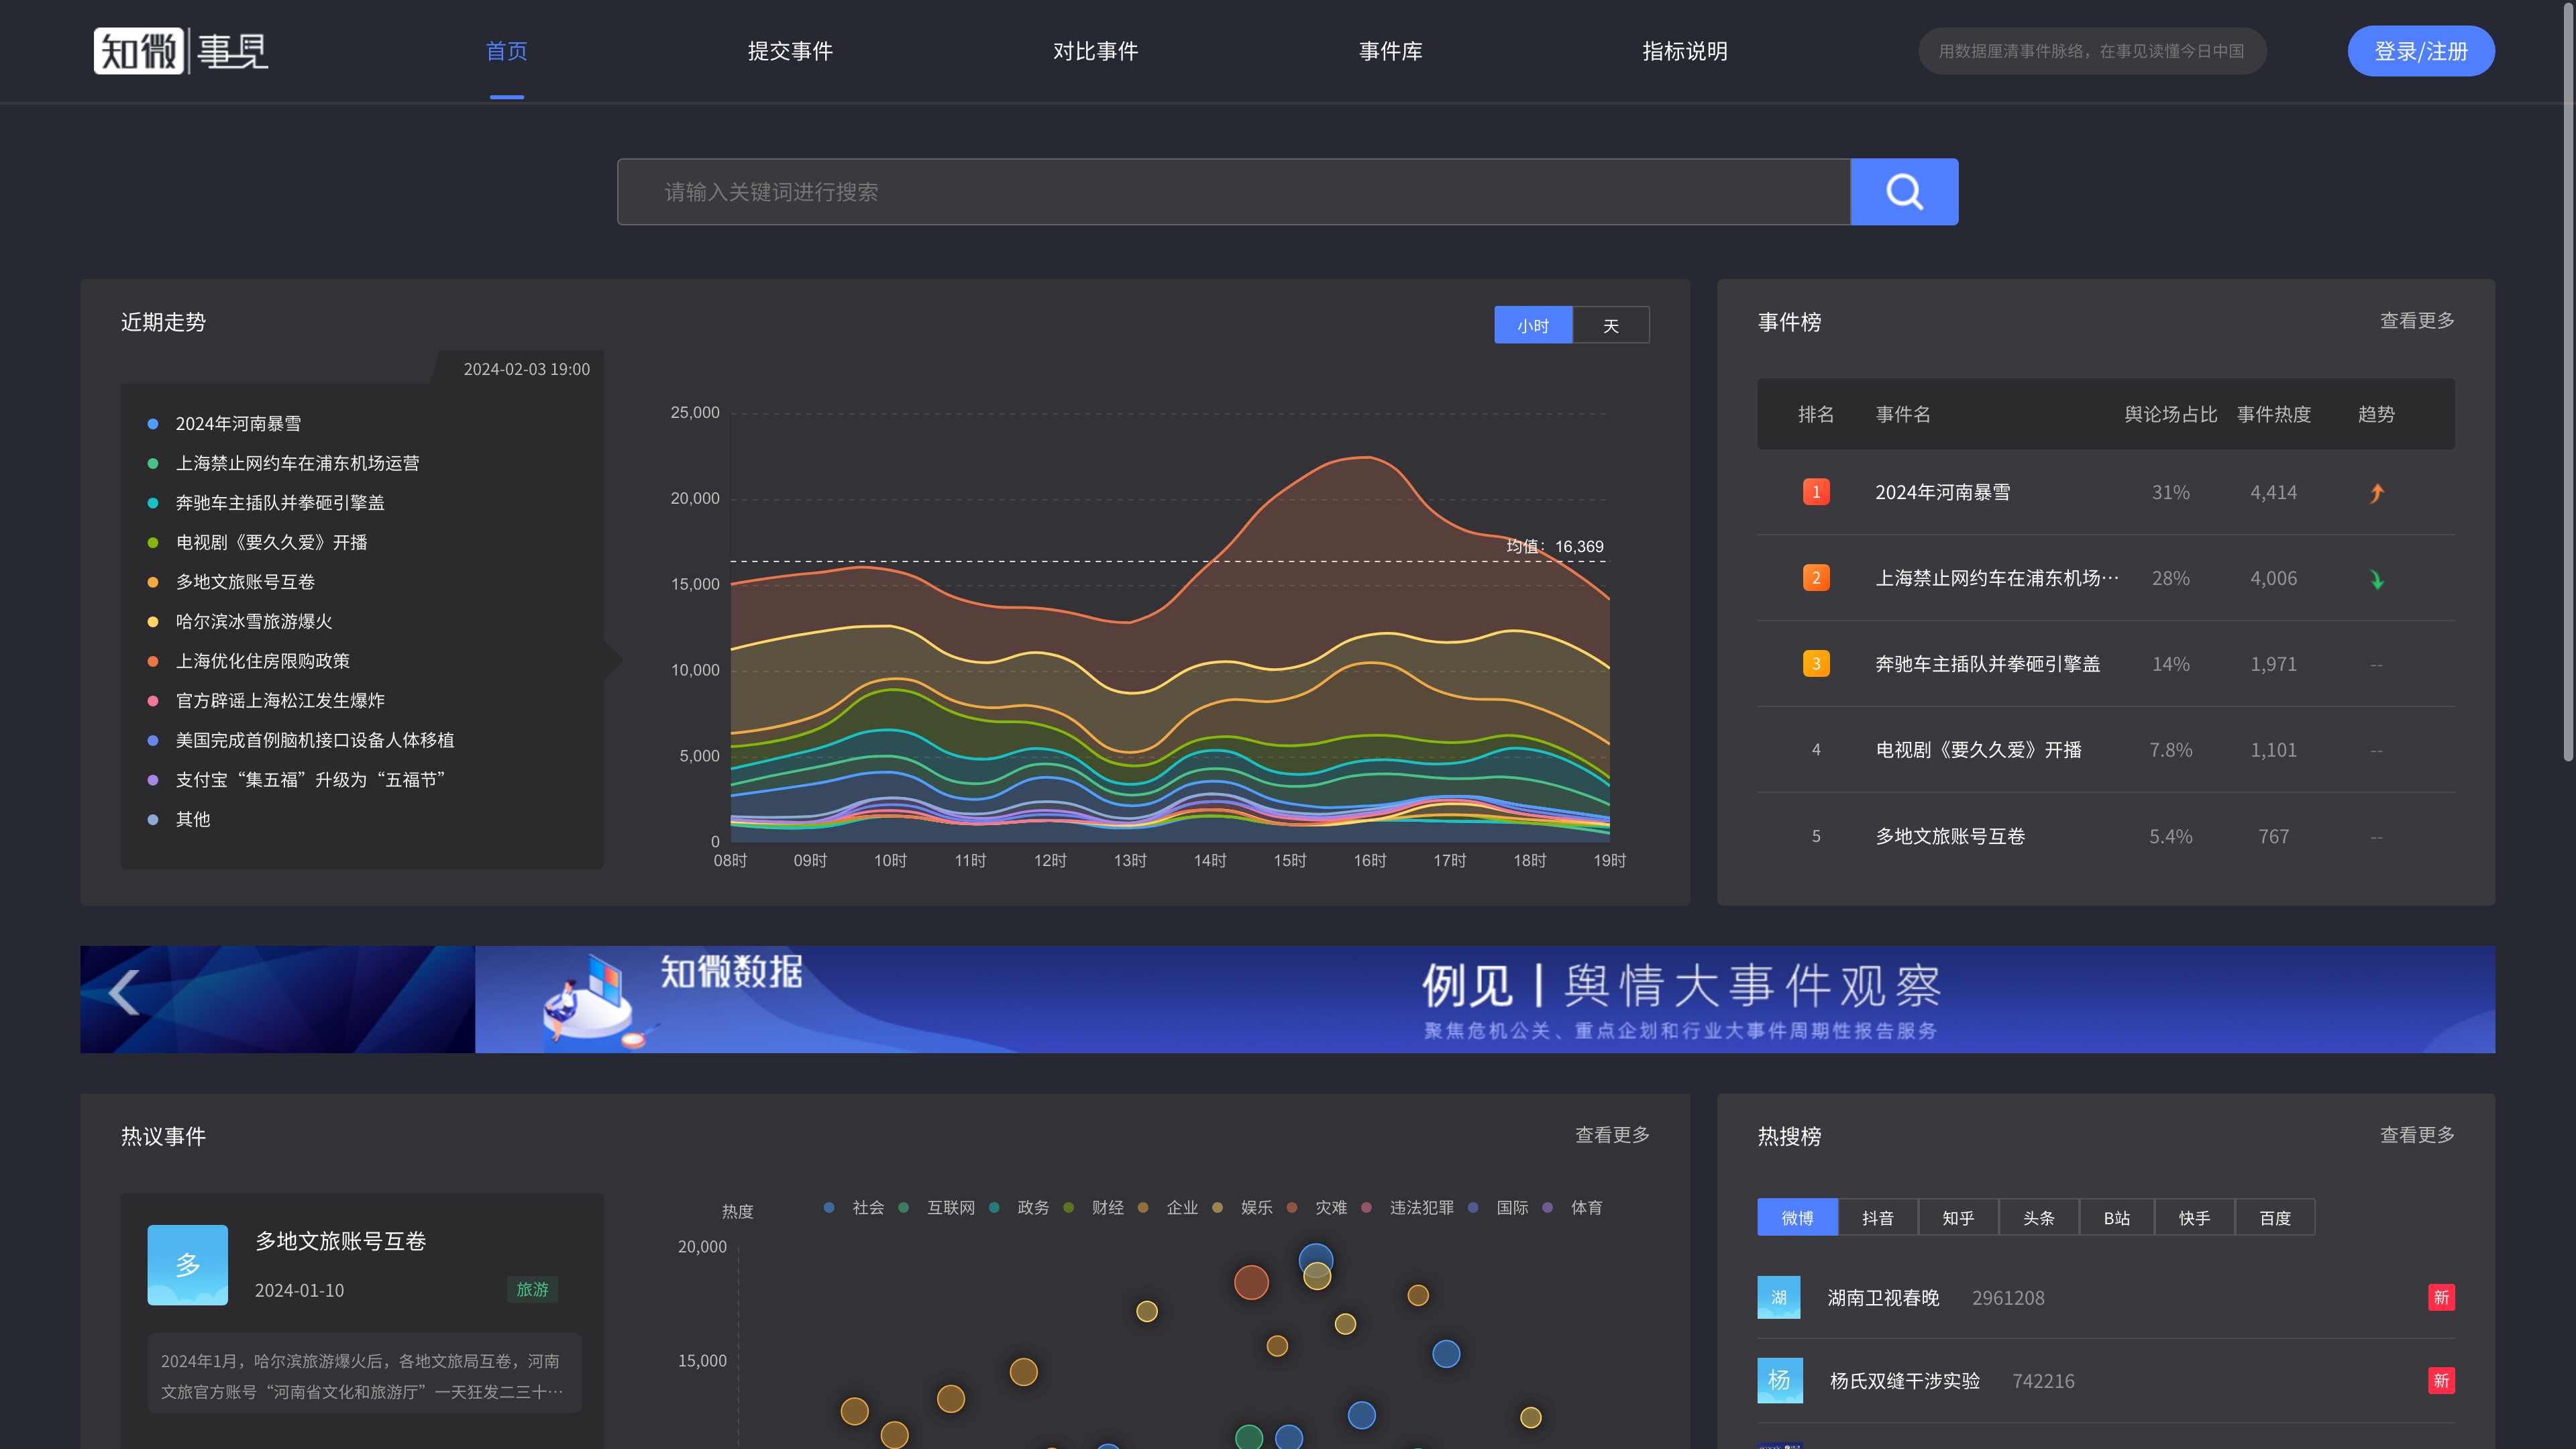 知微 事见
首页 提交事件 对比事件 事件库 指标说明 用数据厘清事件脉络，在事见读懂今日中国 登录/注册
请输入关键词进行搜索
近期走势
小时 天
2024-02-03 19:00
2024年河南暴雪
上海禁止网约车在浦东机场运营
奔驰车主插队并拳砸引擎盖
电视剧《要久久爱》开播
多地文旅账号互卷
哈尔滨冰雪旅游爆火
上海优化住房限购政策
官方辟谣上海松江发生爆炸
美国完成首例脑机接口设备人体移植
支付宝“集五福”升级为“五福节”
其他
25,000
20,000
15,000
10,000
5,000
0
均值：16,369
08时 09时 10时 11时 12时 13时 14时 15时 16时 17时 18时 19时
事件榜 查看更多
排名 事件名 舆论场占比 事件热度 趋势
1 2024年河南暴雪 31% 4,414
2 上海禁止网约车在浦东机场… 28% 4,006
3 奔驰车主插队并拳砸引擎盖 14% 1,971 --
4 电视剧《要久久爱》开播 7.8% 1,101 --
5 多地文旅账号互卷 5.4% 767 --
知微数据
例见 | 舆情大事件观察
聚焦危机公关、重点企划和行业大事件周期性报告服务
热议事件 查看更多
多
多地文旅账号互卷
2024-01-10 旅游
2024年1月，哈尔滨旅游爆火后，各地文旅局互卷，河南
文旅官方账号“河南省文化和旅游厅”一天狂发二三十…
热度
社会 互联网 政务 财经 企业 娱乐 灾难 违法犯罪 国际 体育
20,000
15,000
热搜榜 查看更多
微博 抖音 知乎 头条 B站 快手 百度
湖 湖南卫视春晚 2961208 新
杨 杨氏双缝干涉实验 742216 新